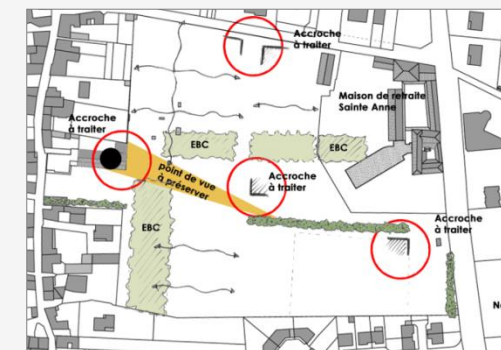 Accroche
à traiter
Maison de retraite
Sainte Anne
Accroche
à traiter
EBC
EBC
point de vue
à préserver
Accroche
à traiter
EBC
Accroche
à traiter